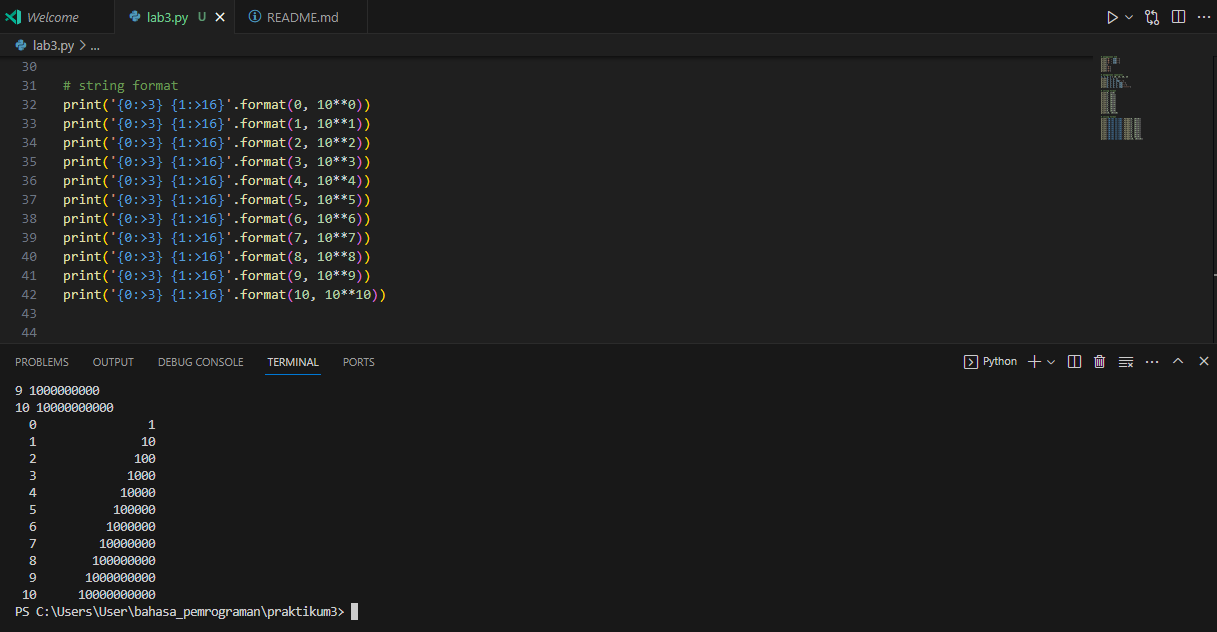 Welcome lab3.py U README.md
lab3.py > ...
30
31 # string format
32 print('{0:>3} {1:>16}'.format(0, 10**0))
33 print('{0:>3} {1:>16}'.format(1, 10**1))
34 print('{0:>3} {1:>16}'.format(2, 10**2))
35 print('{0:>3} {1:>16}'.format(3, 10**3))
36 print('{0:>3} {1:>16}'.format(4, 10**4))
37 print('{0:>3} {1:>16}'.format(5, 10**5))
38 print('{0:>3} {1:>16}'.format(6, 10**6))
39 print('{0:>3} {1:>16}'.format(7, 10**7))
40 print('{0:>3} {1:>16}'.format(8, 10**8))
41 print('{0:>3} {1:>16}'.format(9, 10**9))
42 print('{0:>3} {1:>16}'.format(10, 10**10))
43
44
PROBLEMS OUTPUT DEBUG CONSOLE TERMINAL PORTS Python
9 1000000000
10 10000000000
  0                1
  1               10
  2              100
  3             1000
  4            10000
  5           100000
  6          1000000
  7         10000000
  8        100000000
  9       1000000000
 10      10000000000
PS C:\Users\User\bahasa_pemrograman\praktikum3>